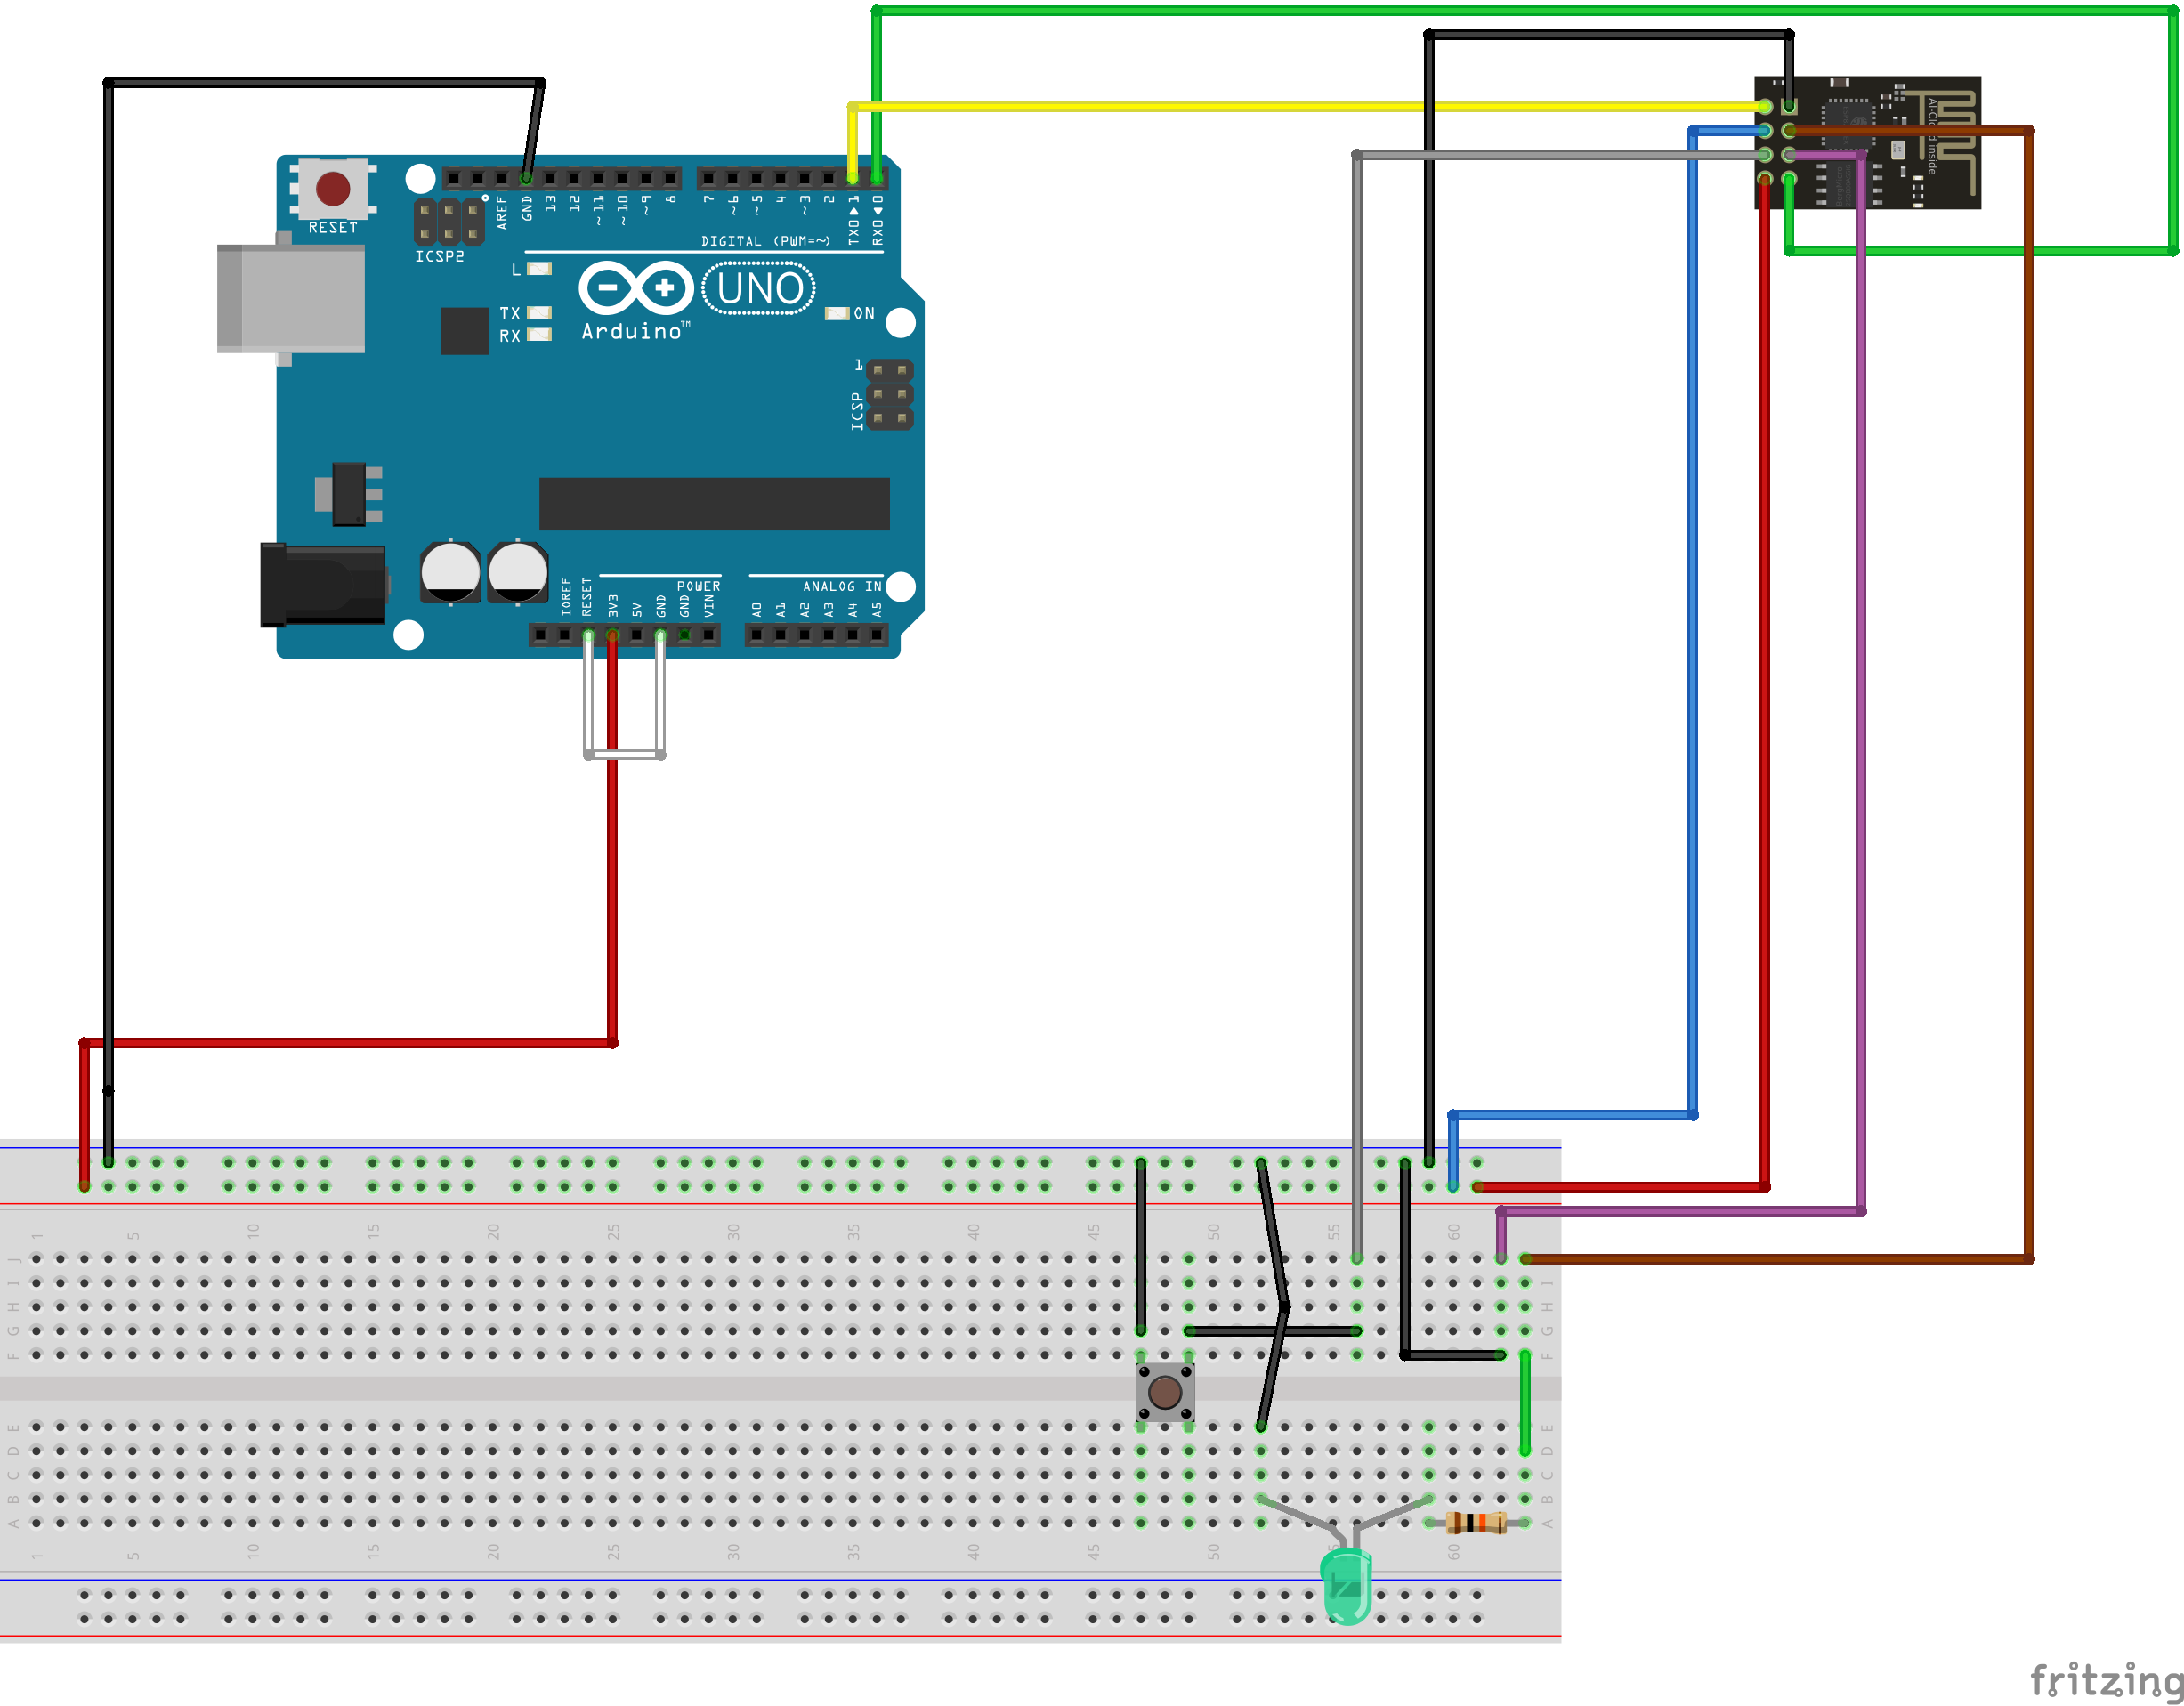 RESET
ICSP2
AREF
GND
13
12
~11
~10
~9
8
7
~6
~5
4
~3
2
TX0 ▶ 1
RX0 ◀ 0
DIGITAL (PWM=~)
L
TX
RX
UNO
Arduino™
ON
1
ICSP
AI-Cloud inside
IOREF
RESET
3V3
5V
GND
GND
VIN
POWER
ANALOG IN
A0
A1
A2
A3
A4
A5
1 5 10 15 20 25 30 35 40 45 50 55 60
J
I I
H H
G G
F F
E E
D D
C C
B B
A A
1 5 10 15 20 25 30 35 40 45 50 60
fritzing